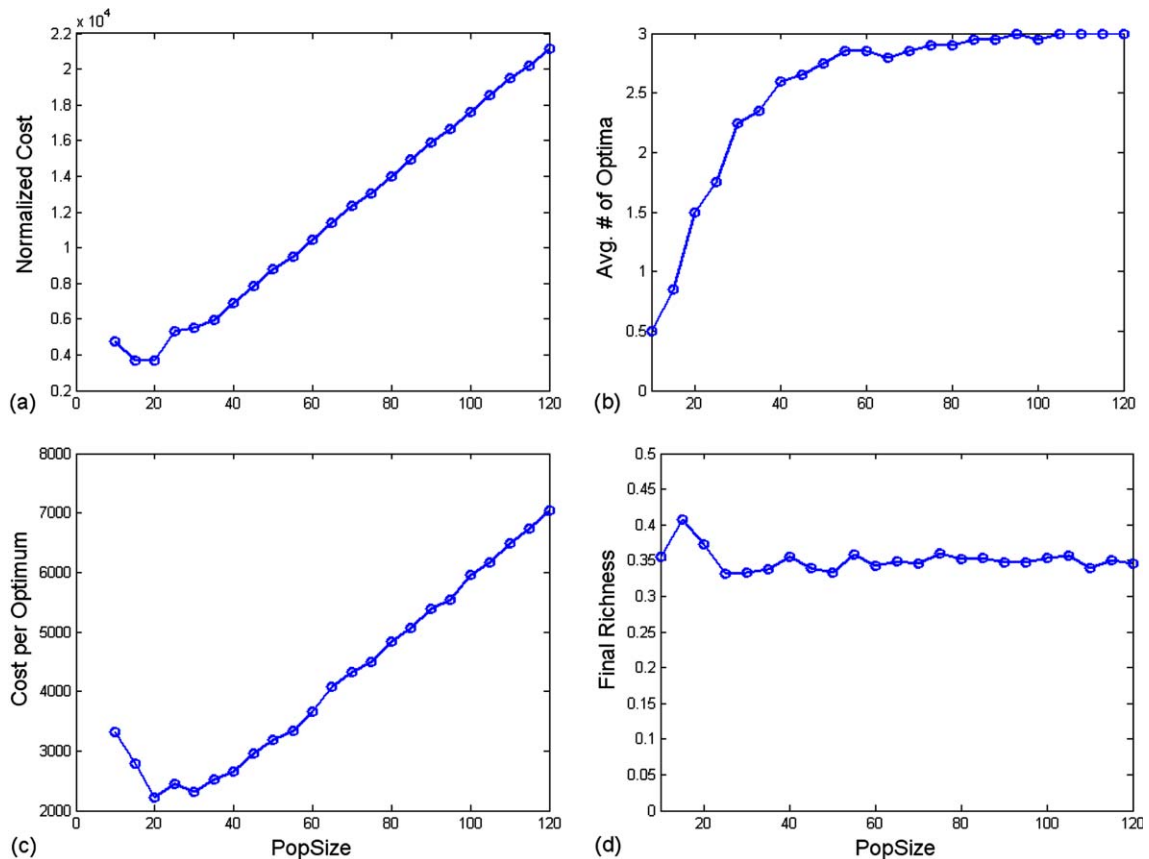 x 10⁴
2.2
2
1.8
1.6
1.4
1.2
1
0.8
0.6
0.4
0.2
0 20 40 60 80 100 120
Normalized Cost
(a)
3
2.5
2
1.5
1
0.5
0
20 40 60 80 100 120
Avg. # of Optima
(b)
8000
7000
6000
5000
4000
3000
2000
0 20 40 60 80 100 120
Cost per Optimum
PopSize
(c)
0.5
0.45
0.4
0.35
0.3
0.25
0.2
0.15
0.1
0.05
0
20 40 60 80 100 120
Final Richness
PopSize
(d)